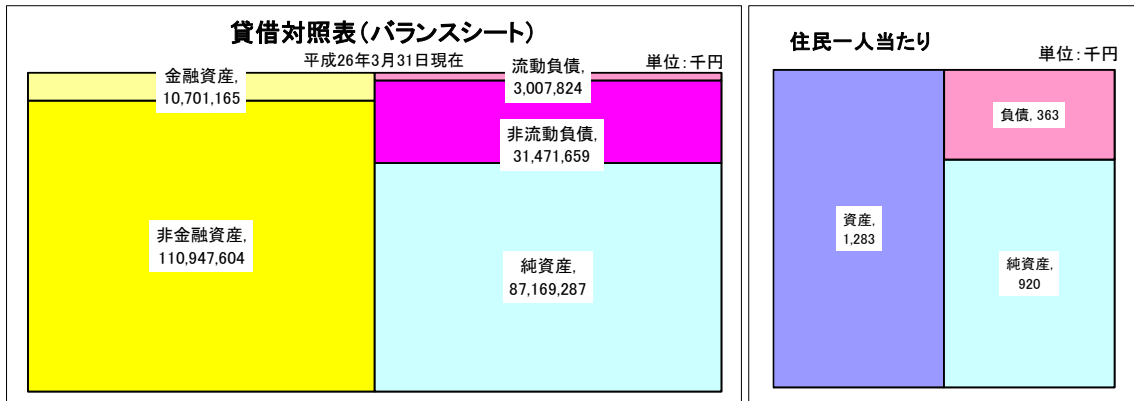 貸借対照表(バランスシート)
平成26年3月31日現在
単位:千円
金融資産,
10,701,165
流動負債,
3,007,824
非流動負債,
31,471,659
非金融資産,
110,947,604
純資産,
87,169,287
住民一人当たり
単位:千円
負債, 363
資産,
1,283
純資産,
920